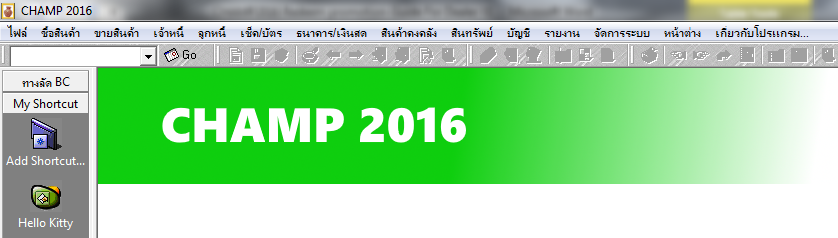 CHAMP 2016
ไฟล์ ซื้อสินค้า ขายสินค้า เจ้าหนี้ ลูกหนี้ เช็ค/บัตร ธนาคาร/เงินสด สินค้าคงคลัง สินทรัพย์ บัญชี รายงาน จัดการระบบ หน้าต่าง เกี่ยวกับโปรแกรม...
Go
ทางลัด BC
My Shortcut
CHAMP 2016
Add Shortcut...
Hello Kitty